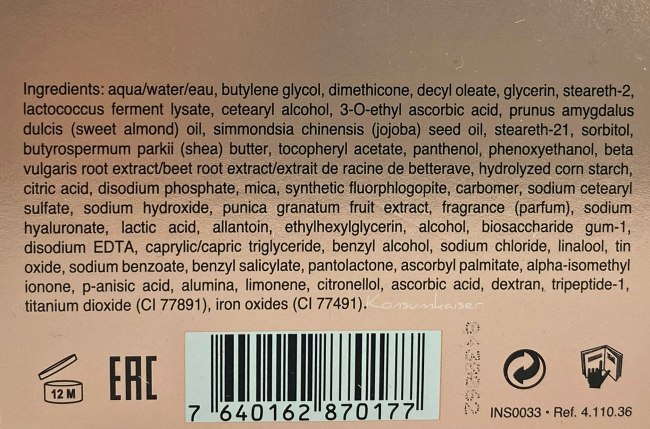 Ingredients: aqua/water/eau, butylene glycol, dimethicone, decyl oleate, glycerin, steareth-2,
lactococcus ferment lysate, cetearyl alcohol, 3-O-ethyl ascorbic acid, prunus amygdalus
dulcis (sweet almond) oil, simmondsia chinensis (jojoba) seed oil, steareth-21, sorbitol,
butyrospermum parkii (shea) butter, tocopheryl acetate, panthenol, phenoxyethanol, beta
vulgaris root extract/beet root extract/extrait de racine de betterave, hydrolyzed corn starch,
citric acid, disodium phosphate, mica, synthetic fluorphlogopite, carbomer, sodium cetearyl
sulfate, sodium hydroxide, punica granatum fruit extract, fragrance (parfum), sodium
hyaluronate, lactic acid, allantoin, ethylhexylglycerin, alcohol, biosaccharide gum-1,
disodium EDTA, caprylic/capric triglyceride, benzyl alcohol, sodium chloride, linalool, tin
oxide, sodium benzoate, benzyl salicylate, pantolactone, ascorbyl palmitate, alpha-isomethyl
ionone, p-anisic acid, alumina, limonene, citronellol, ascorbic acid, dextran, tripeptide-1,
titanium dioxide (CI 77891), iron oxides (CI 77491).
Konsumkaiser
12 M
EAC
7 640162 870177
INS0033 • Ref. 4.110.36